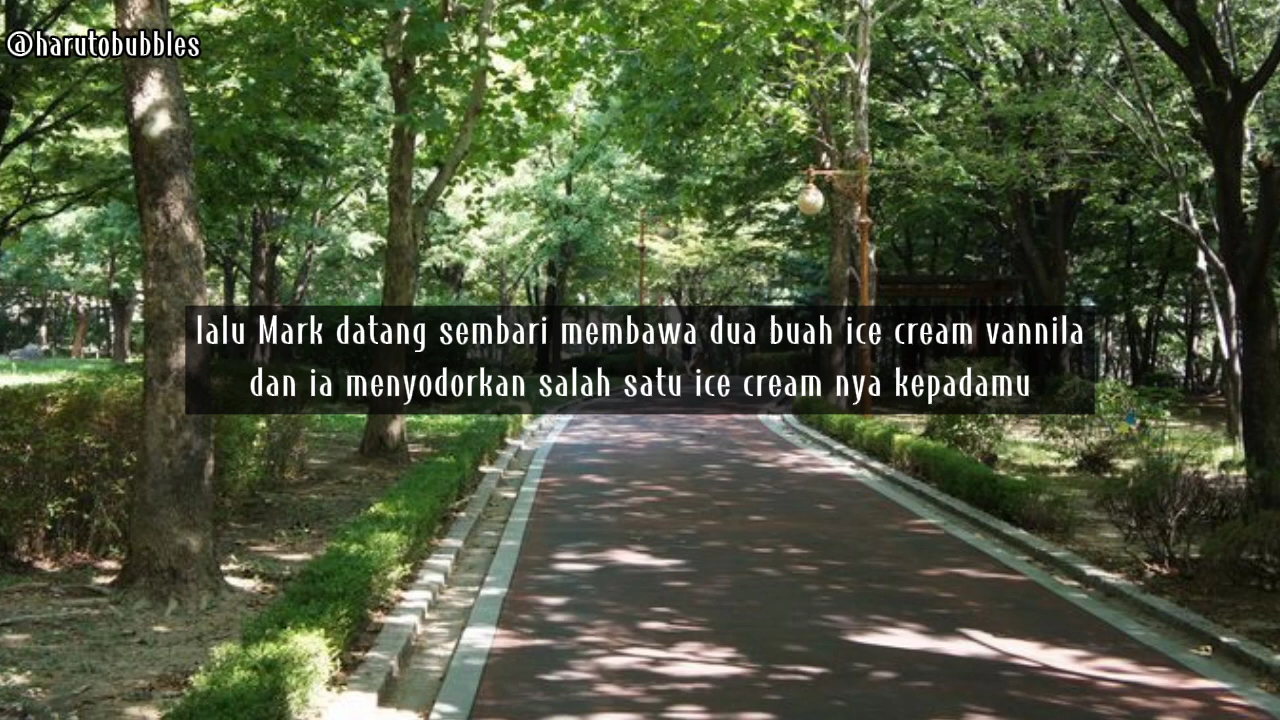 @harutobubbles
lalu Mark datang sembari membawa dua buah ice cream vannila
dan ia menyodorkan salah satu ice cream nya kepadamu